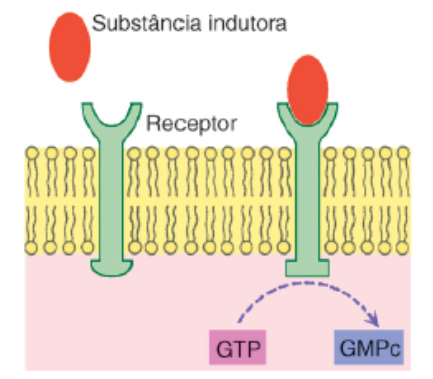 Substância indutora
Receptor
GTP
GMPc